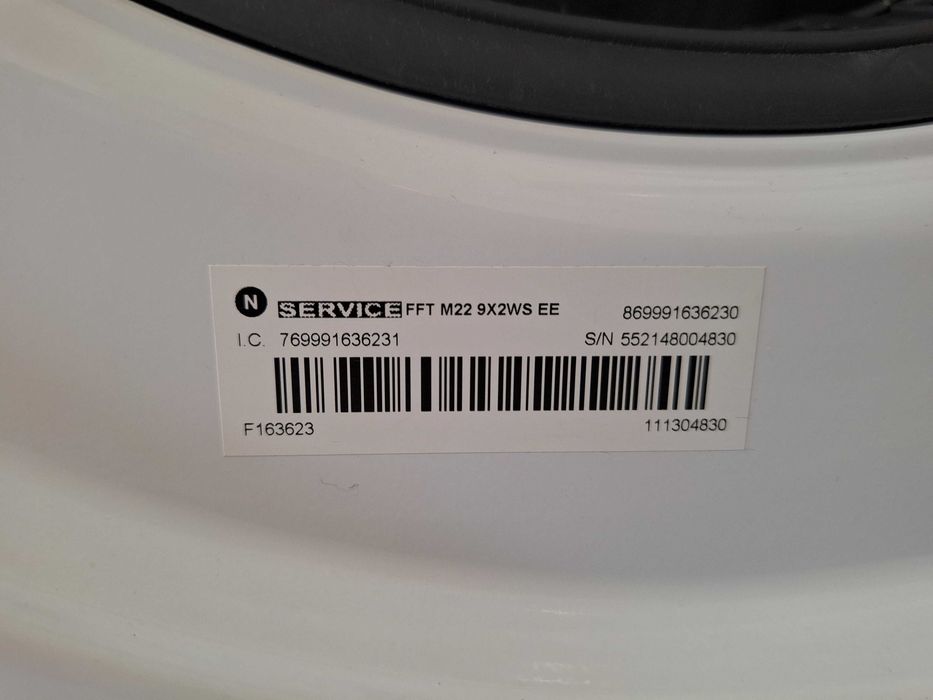 N SERVICE FFT M22 9X2WS EE 869991636230
I.C. 769991636231 S/N 552148004830
F163623 111304830